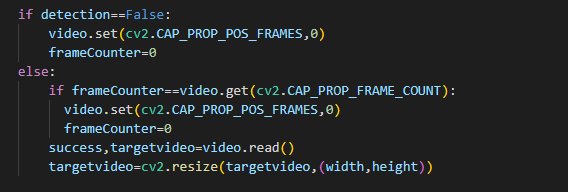 if detection==False:
    video.set(cv2.CAP_PROP_POS_FRAMES,0)
    frameCounter=0
else:
    if frameCounter==video.get(cv2.CAP_PROP_FRAME_COUNT):
      video.set(cv2.CAP_PROP_POS_FRAMES,0)
      frameCounter=0
    success,targetvideo=video.read()
    targetvideo=cv2.resize(targetvideo,(width,height))